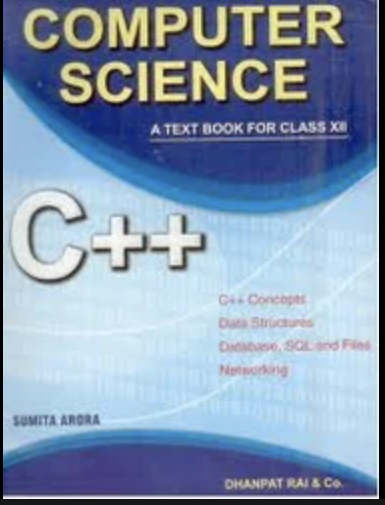 COMPUTER
SCIENCE
A TEXT BOOK FOR CLASS XII
C++
C++ Concepts
Data Structures
Database, SQL and Files
Networking
SUMITA ARORA
DHANPAT RAI & Co.